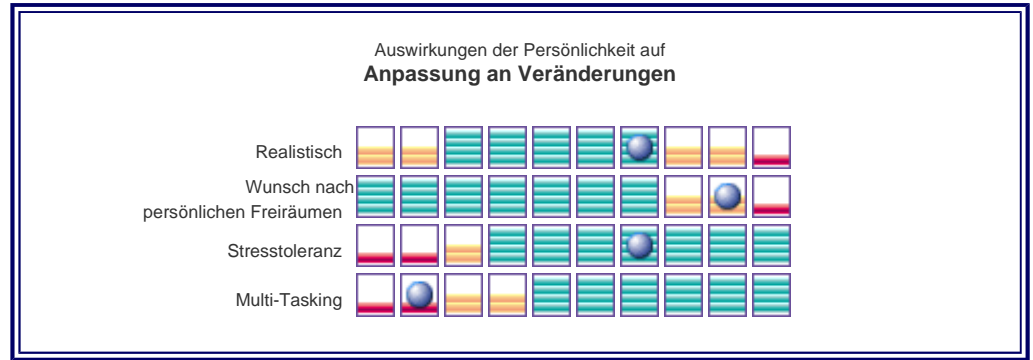 Auswirkungen der Persönlichkeit auf
Anpassung an Veränderungen
Realistisch
Wunsch nach
persönlichen Freiräumen
Stresstoleranz
Multi-Tasking